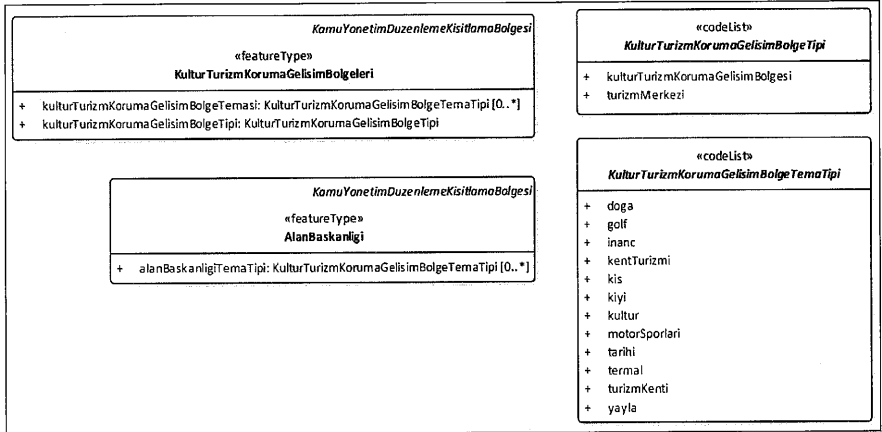 KamuYonetimDuzenlemeKisitlamaBolgesi
«featureType»
KulturTurizmKorumaGelisimBolgeleri
+ kulturTurizmKorumaGelisimBolgeTemasi: KulturTurizmKorumaGelisimBolgeTemaTipi [0..*]
+ kulturTurizmKorumaGelisimBolgeTipi: KulturTurizmKorumaGelisimBolgeTipi
KamuYonetimDuzenlemeKisitlamaBolgesi
«featureType»
AlanBaskanligi
+ alanBaskanligiTemaTipi: KulturTurizmKorumaGelisimBolgeTemaTipi [0..*]
«codeList»
KulturTurizmKorumaGelisimBolgeTipi
+ kulturTurizmKorumaGelisimBolgesi
+ turizmMerkezi
«codeList»
KulturTurizmKorumaGelisimBolgeTemaTipi
+ doga
+ golf
+ inanc
+ kentTurizmi
+ kis
+ kiyi
+ kultur
+ motorSporlari
+ tarihi
+ termal
+ turizmKenti
+ yayla